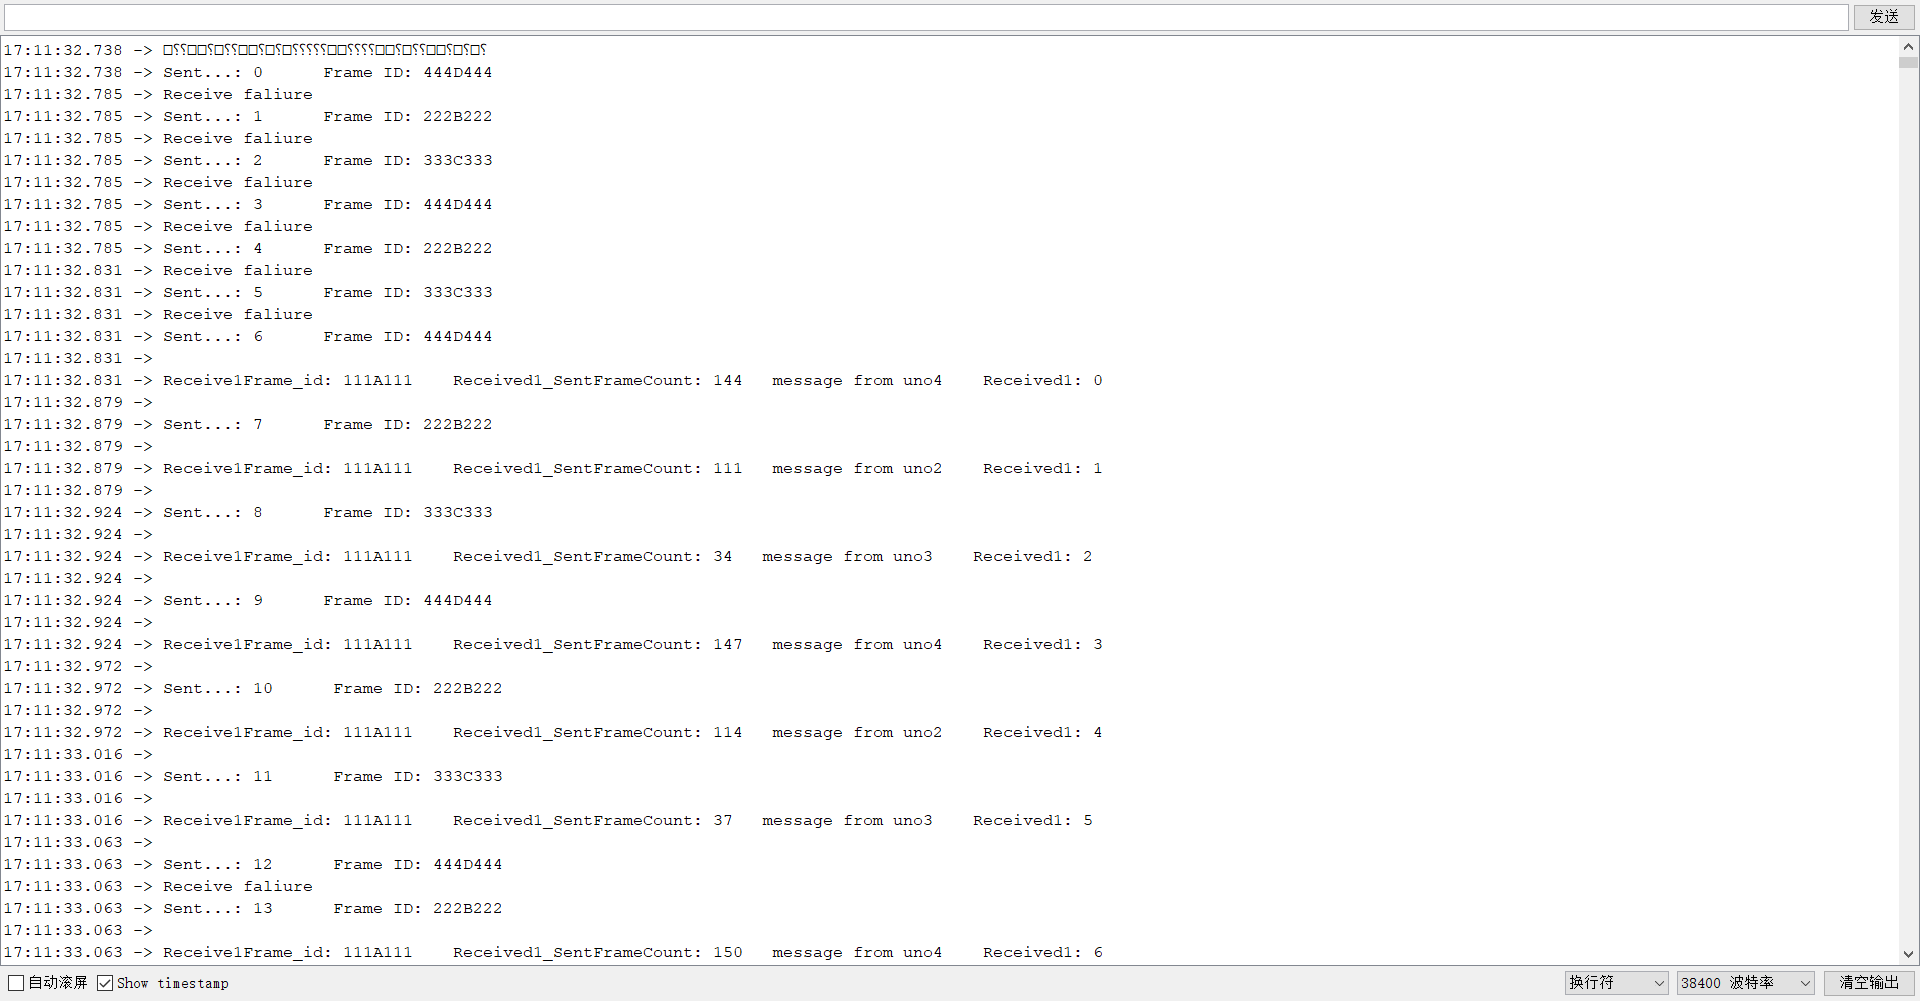 发送
17:11:32.738 -> □⸮⸮□□⸮□⸮⸮□□⸮□⸮□⸮⸮⸮⸮⸮□□⸮⸮⸮⸮□□⸮□⸮⸮□□⸮□⸮□⸮
17:11:32.738 -> Sent...: 0      Frame ID: 444D444
17:11:32.785 -> Receive faliure
17:11:32.785 -> Sent...: 1      Frame ID: 222B222
17:11:32.785 -> Receive faliure
17:11:32.785 -> Sent...: 2      Frame ID: 333C333
17:11:32.785 -> Receive faliure
17:11:32.785 -> Sent...: 3      Frame ID: 444D444
17:11:32.785 -> Receive faliure
17:11:32.785 -> Sent...: 4      Frame ID: 222B222
17:11:32.831 -> Receive faliure
17:11:32.831 -> Sent...: 5      Frame ID: 333C333
17:11:32.831 -> Receive faliure
17:11:32.831 -> Sent...: 6      Frame ID: 444D444
17:11:32.831 ->
17:11:32.831 -> Receive1Frame_id: 111A111    Received1_SentFrameCount: 144   message from uno4    Received1: 0
17:11:32.879 ->
17:11:32.879 -> Sent...: 7      Frame ID: 222B222
17:11:32.879 ->
17:11:32.879 -> Receive1Frame_id: 111A111    Received1_SentFrameCount: 111   message from uno2    Received1: 1
17:11:32.879 ->
17:11:32.924 -> Sent...: 8      Frame ID: 333C333
17:11:32.924 ->
17:11:32.924 -> Receive1Frame_id: 111A111    Received1_SentFrameCount: 34   message from uno3    Received1: 2
17:11:32.924 ->
17:11:32.924 -> Sent...: 9      Frame ID: 444D444
17:11:32.924 ->
17:11:32.924 -> Receive1Frame_id: 111A111    Received1_SentFrameCount: 147   message from uno4    Received1: 3
17:11:32.972 ->
17:11:32.972 -> Sent...: 10      Frame ID: 222B222
17:11:32.972 ->
17:11:32.972 -> Receive1Frame_id: 111A111    Received1_SentFrameCount: 114   message from uno2    Received1: 4
17:11:33.016 ->
17:11:33.016 -> Sent...: 11      Frame ID: 333C333
17:11:33.016 ->
17:11:33.016 -> Receive1Frame_id: 111A111    Received1_SentFrameCount: 37   message from uno3    Received1: 5
17:11:33.063 ->
17:11:33.063 -> Sent...: 12      Frame ID: 444D444
17:11:33.063 -> Receive faliure
17:11:33.063 -> Sent...: 13      Frame ID: 222B222
17:11:33.063 ->
17:11:33.063 -> Receive1Frame_id: 111A111    Received1_SentFrameCount: 150   message from uno4    Received1: 6
自动滚屏 Show timestamp 换行符 38400 波特率 清空输出